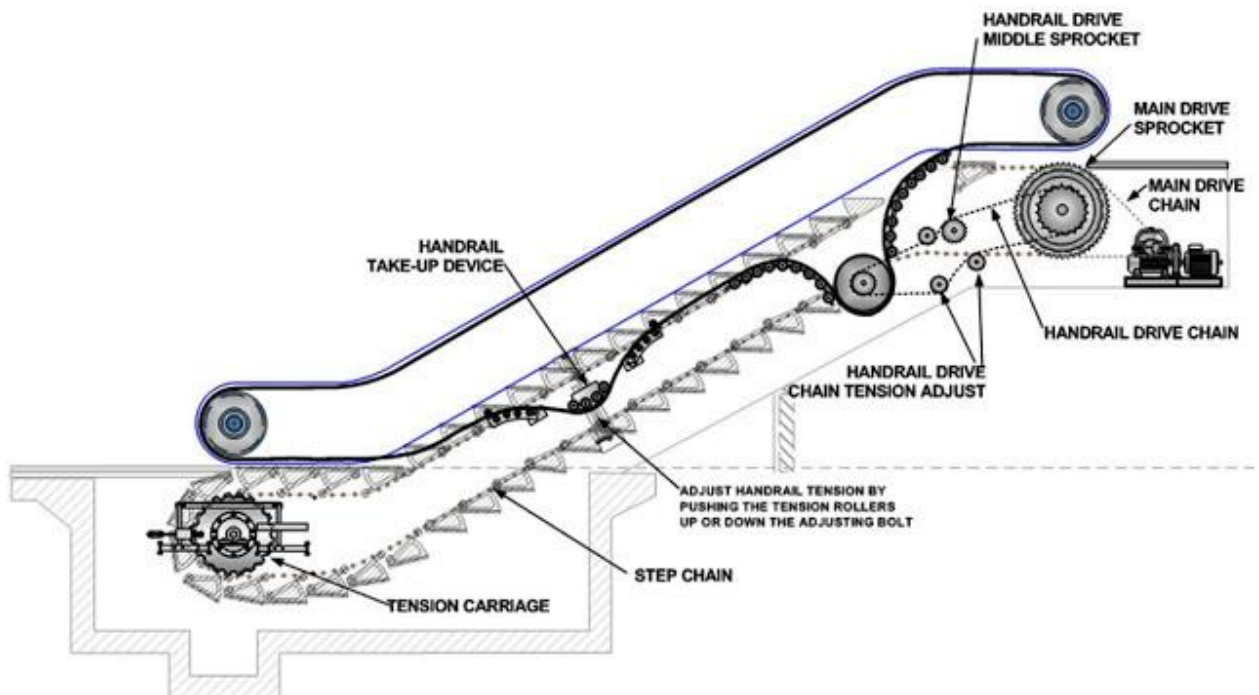 HANDRAIL DRIVE
MIDDLE SPROCKET
MAIN DRIVE
SPROCKET
MAIN DRIVE
CHAIN
HANDRAIL
TAKE-UP DEVICE
HANDRAIL DRIVE CHAIN
HANDRAIL DRIVE
CHAIN TENSION ADJUST
ADJUST HANDRAIL TENSION BY
PUSHING THE TENSION ROLLERS
UP OR DOWN THE ADJUSTING BOLT
STEP CHAIN
TENSION CARRIAGE